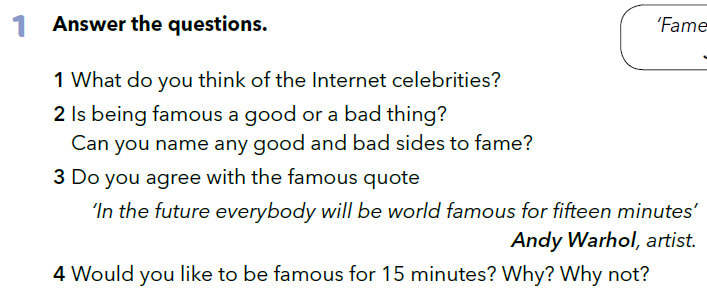 1 Answer the questions.
'Fame
1 What do you think of the Internet celebrities?
2 Is being famous a good or a bad thing?
Can you name any good and bad sides to fame?
3 Do you agree with the famous quote
'In the future everybody will be world famous for fifteen minutes'
Andy Warhol, artist.
4 Would you like to be famous for 15 minutes? Why? Why not?